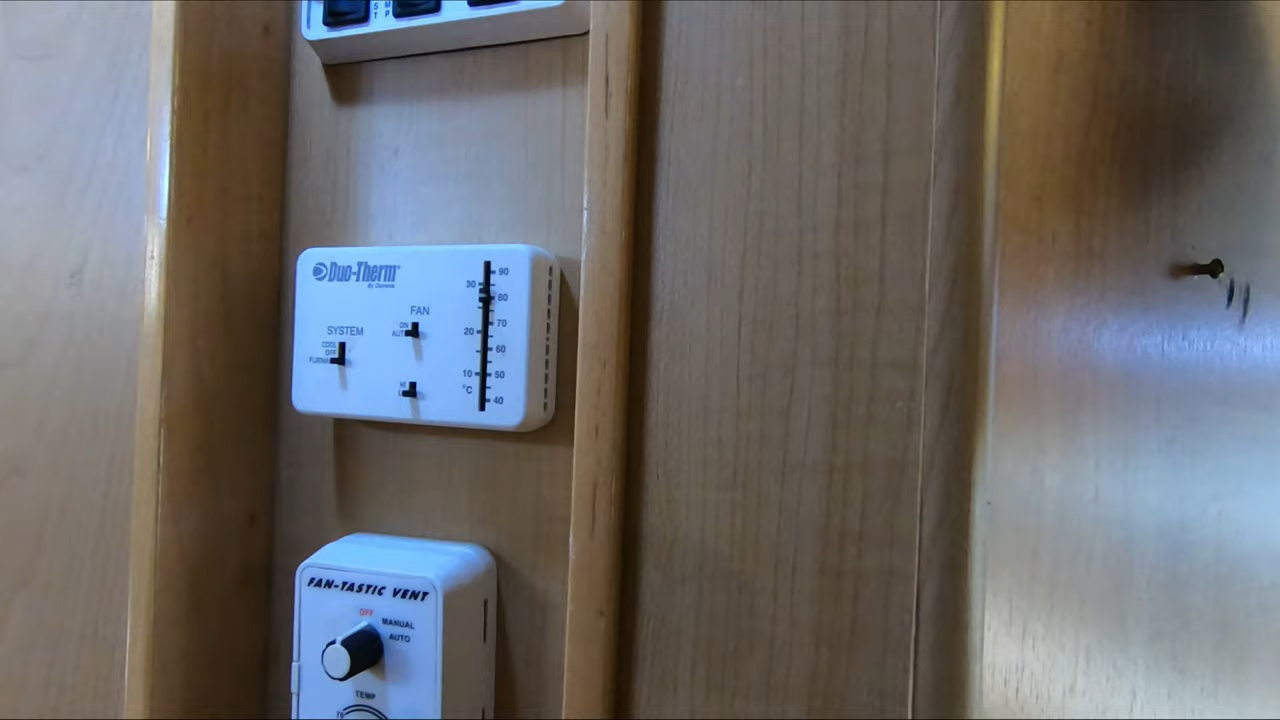 Duo-Therm
By Dometic
SYSTEM
COOL
OFF
FAN
ON
AUTO
HI
°C
30
20
10
90
80
70
60
50
40
FAN-TASTIC VENT
OFF
MANUAL
AUTO
TEMP